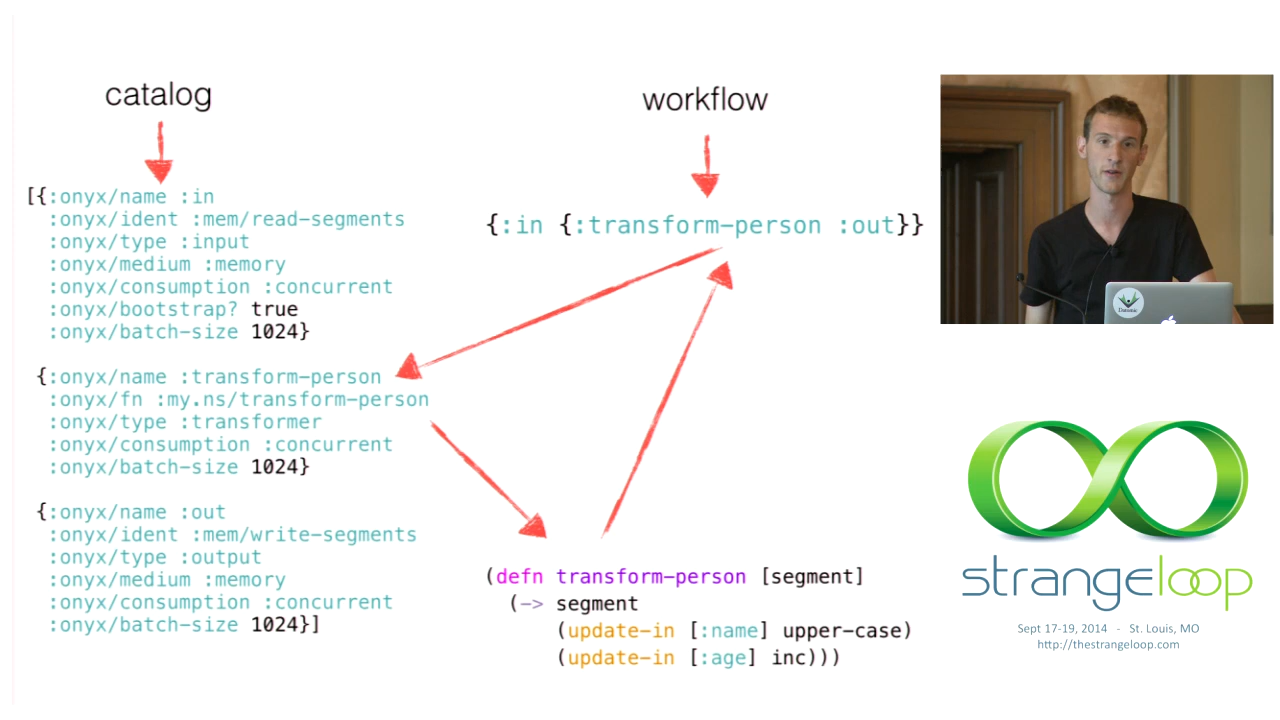 catalog
[{:onyx/name :in
:onyx/ident :mem/read-segments
:onyx/type :input
:onyx/medium :memory
:onyx/consumption :concurrent
:onyx/bootstrap? true
:onyx/batch-size 1024}
{:onyx/name :transform-person
:onyx/fn :my.ns/transform-person
:onyx/type :transformer
:onyx/consumption :concurrent
:onyx/batch-size 1024}
{:onyx/name :out
:onyx/ident :mem/write-segments
:onyx/type :output
:onyx/medium :memory
:onyx/consumption :concurrent
:onyx/batch-size 1024}]
workflow
{:in {:transform-person :out}}
(defn transform-person [segment]
(-> segment
(update-in [:name] upper-case)
(update-in [:age] inc)))
Datomic
strangeloop
Sept 17-19, 2014 - St. Louis, MO
http://thestrangeloop.com